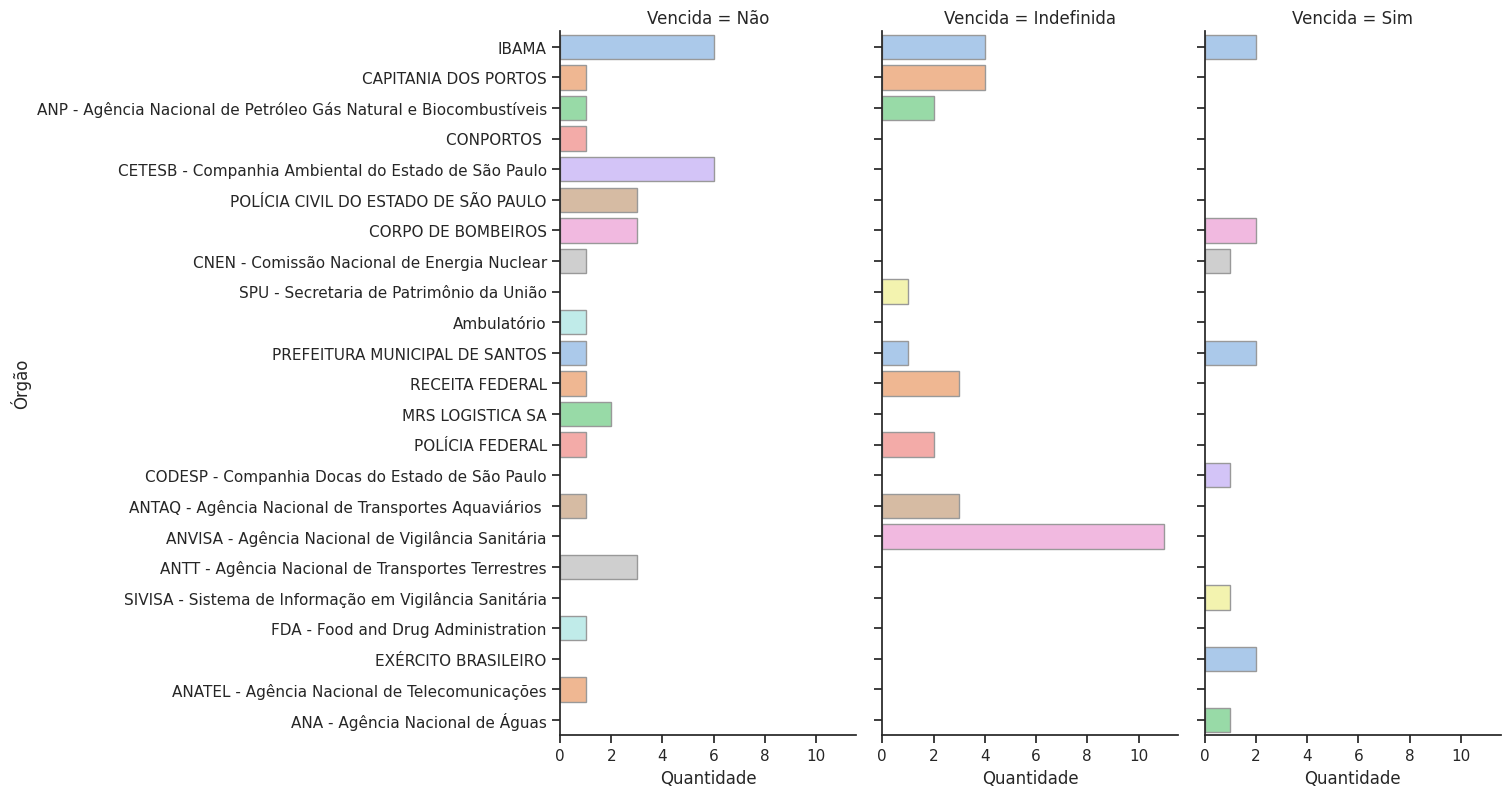 Vencida = Não
Vencida = Indefinida
Vencida = Sim
Órgão
IBAMA
CAPITANIA DOS PORTOS
ANP - Agência Nacional de Petróleo Gás Natural e Biocombustíveis
CONPORTOS
CETESB - Companhia Ambiental do Estado de São Paulo
POLÍCIA CIVIL DO ESTADO DE SÃO PAULO
CORPO DE BOMBEIROS
CNEN - Comissão Nacional de Energia Nuclear
SPU - Secretaria de Patrimônio da União
Ambulatório
PREFEITURA MUNICIPAL DE SANTOS
RECEITA FEDERAL
MRS LOGISTICA SA
POLÍCIA FEDERAL
CODESP - Companhia Docas do Estado de São Paulo
ANTAQ - Agência Nacional de Transportes Aquaviários
ANVISA - Agência Nacional de Vigilância Sanitária
ANTT - Agência Nacional de Transportes Terrestres
SIVISA - Sistema de Informação em Vigilância Sanitária
FDA - Food and Drug Administration
EXÉRCITO BRASILEIRO
ANATEL - Agência Nacional de Telecomunicações
ANA - Agência Nacional de Águas
0 2 4 6 8 10
0 2 4 6 8 10
0 2 4 6 8 10
Quantidade
Quantidade
Quantidade